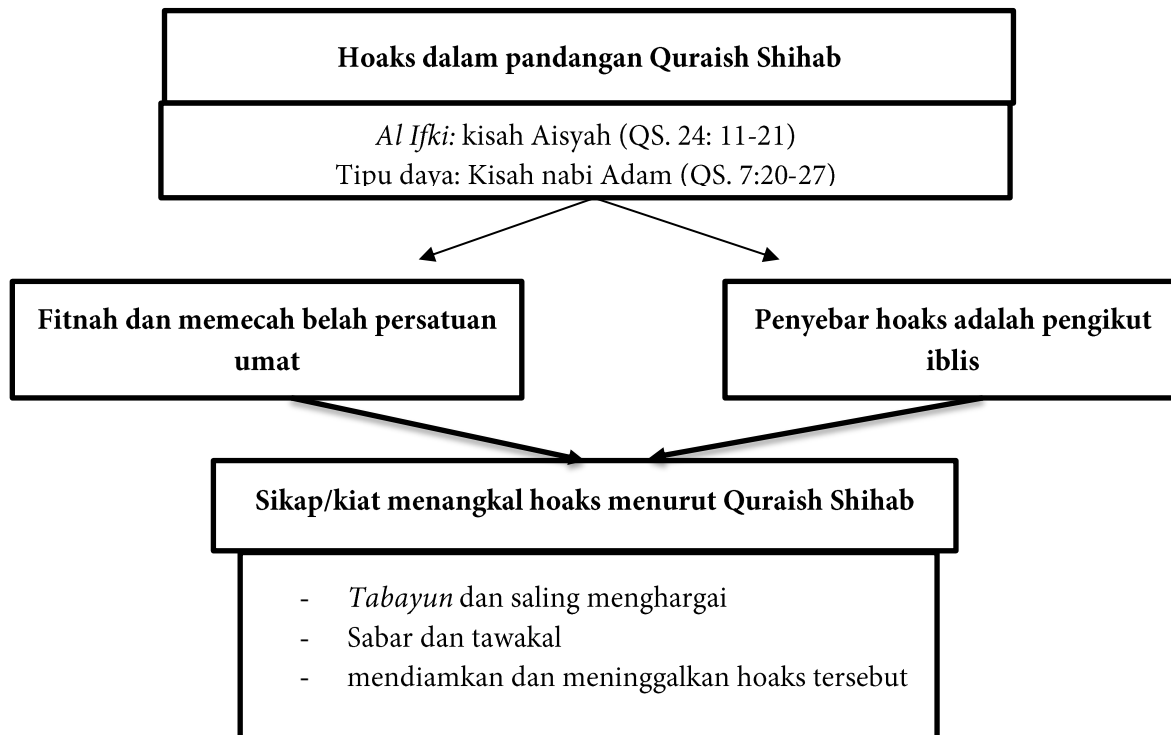 Hoaks dalam pandangan Quraish Shihab
Al Ifki: kisah Aisyah (QS. 24: 11-21)
Tipu daya: Kisah nabi Adam (QS. 7:20-27)
Fitnah dan memecah belah persatuan
umat
Penyebar hoaks adalah pengikut
iblis
Sikap/kiat menangkal hoaks menurut Quraish Shihab
- Tabayun dan saling menghargai
- Sabar dan tawakal
- mendiamkan dan meninggalkan hoaks tersebut